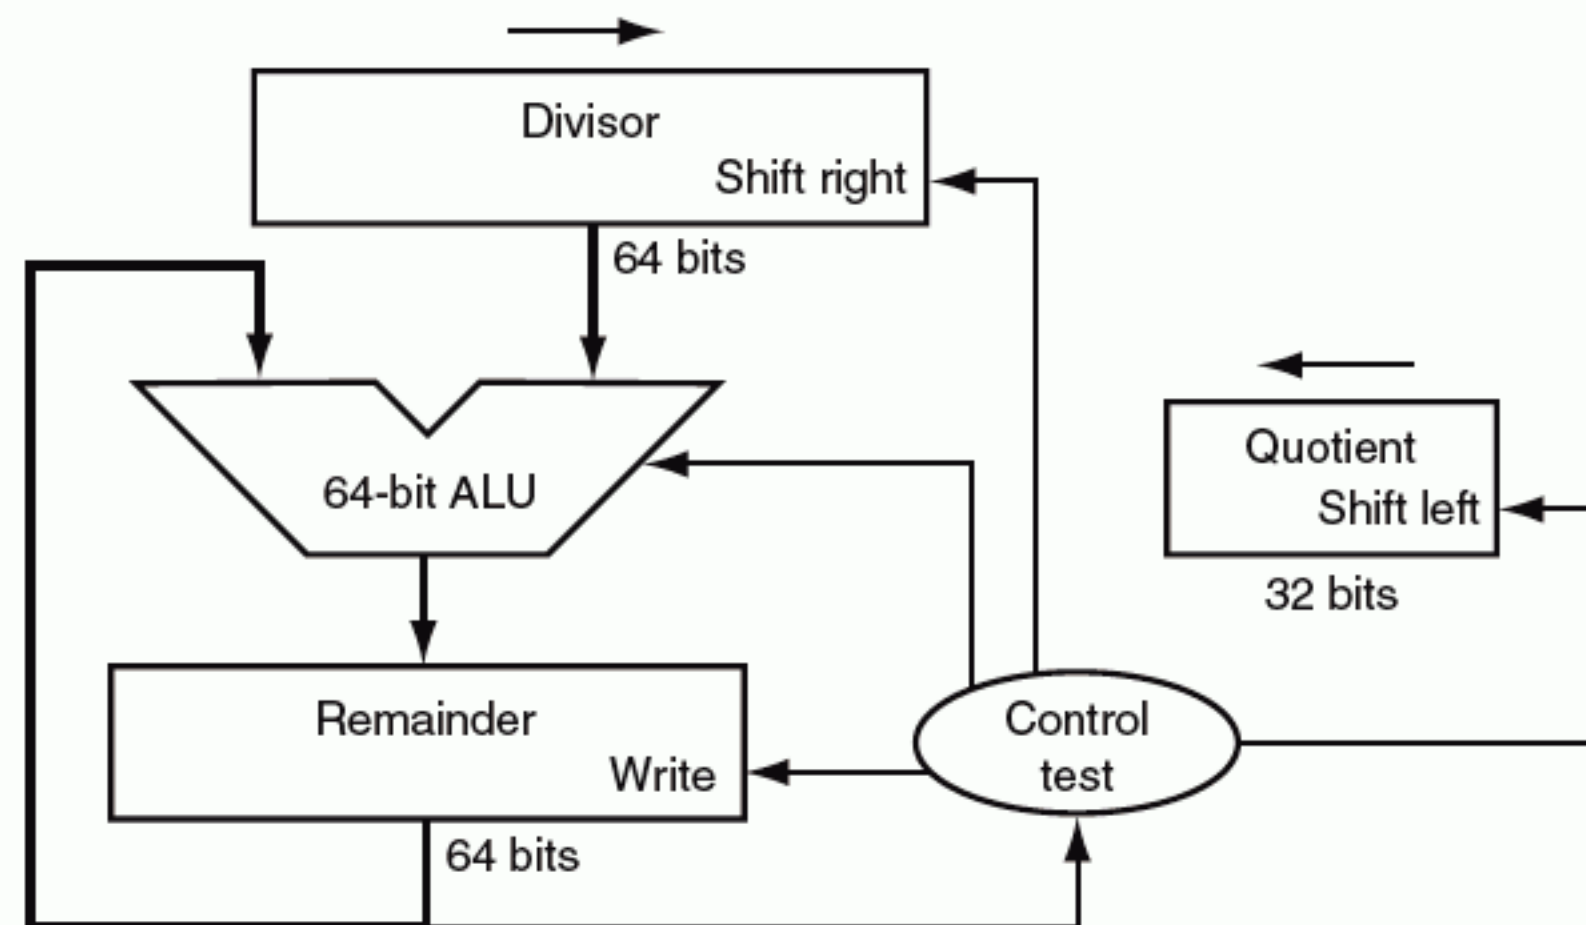 Divisor
Shift right
64 bits
Quotient
Shift left
64-bit ALU
32 bits
Remainder
Write
Control
test
64 bits